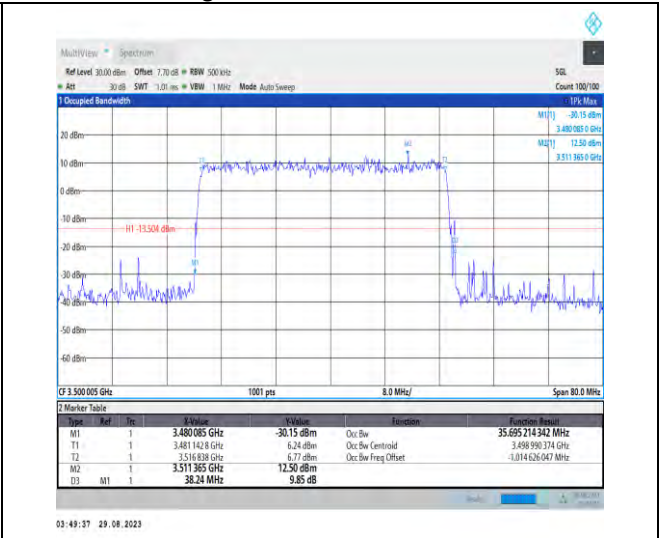 MultiView Spectrum
Ref Level 30.00 dBm Offset 7.70 dB RBW 500 kHz SGL
Att 30 dB SWT 1.01 ms VBW 1 MHz Mode Auto Sweep Count 100/100
1 Occupied Bandwidth 1Pk Max
M1[1] -30.15 dBm
3.480 085 0 GHz
M2[1] 12.50 dBm
3.511 365 0 GHz
20 dBm
M2
10 dBm
T1
T2
0 dBm
-10 dBm
H1 -13.504 dBm
-20 dBm
M1
-30 dBm
-40 dBm
-50 dBm
-60 dBm
CF 3.500 005 GHz 1001 pts 8.0 MHz/ Span 80.0 MHz
2 Marker Table
Type Ref Trc X-Value Y-Value Function Function Result
M1 1 3.480085 GHz -30.15 dBm Occ Bw 35.695 214 342 MHz
T1 1 3.481 142 8 GHz 6.24 dBm Occ Bw Centroid 3.498 990 374 GHz
T2 1 3.516 838 GHz 6.77 dBm Occ Bw Freq Offset -1.014 626 047 MHz
M2 1 3.511 365 GHz 12.50 dBm
D3 M1 1 38.24 MHz 9.85 dB
03:49:37 29.08.2023